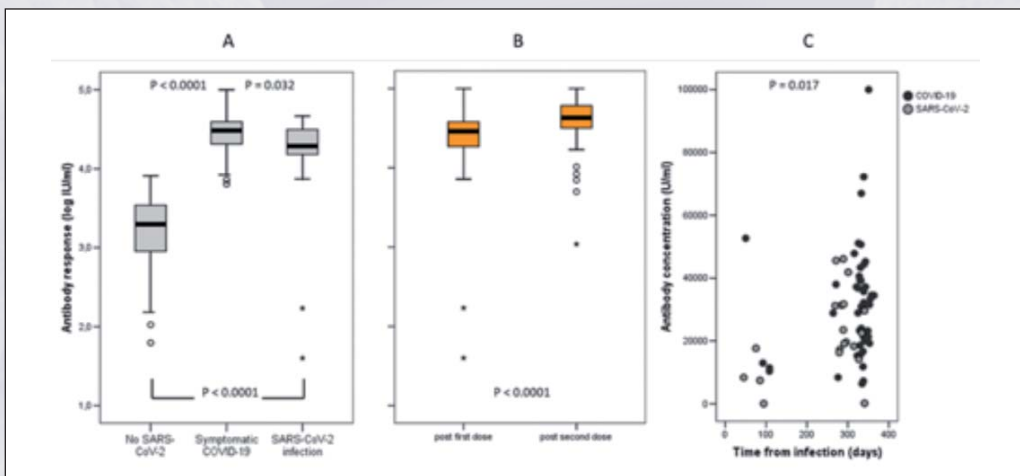 A
B
C
P < 0.0001
P = 0.032
5,0
4,0
3,0
2,0
1,0
Antibody response (log IU/ml)
P < 0.0001
No SARS-
CoV-2
Symptomatic
COVID-19
SARS-CoV-2
infection
P < 0.0001
post first dose
post second dose
P = 0.017
100000
80000
60000
40000
20000
0
Antibody concentration (U/ml)
0
100
200
300
400
Time from infection (days)
COVID-19
SARS-CoV-2